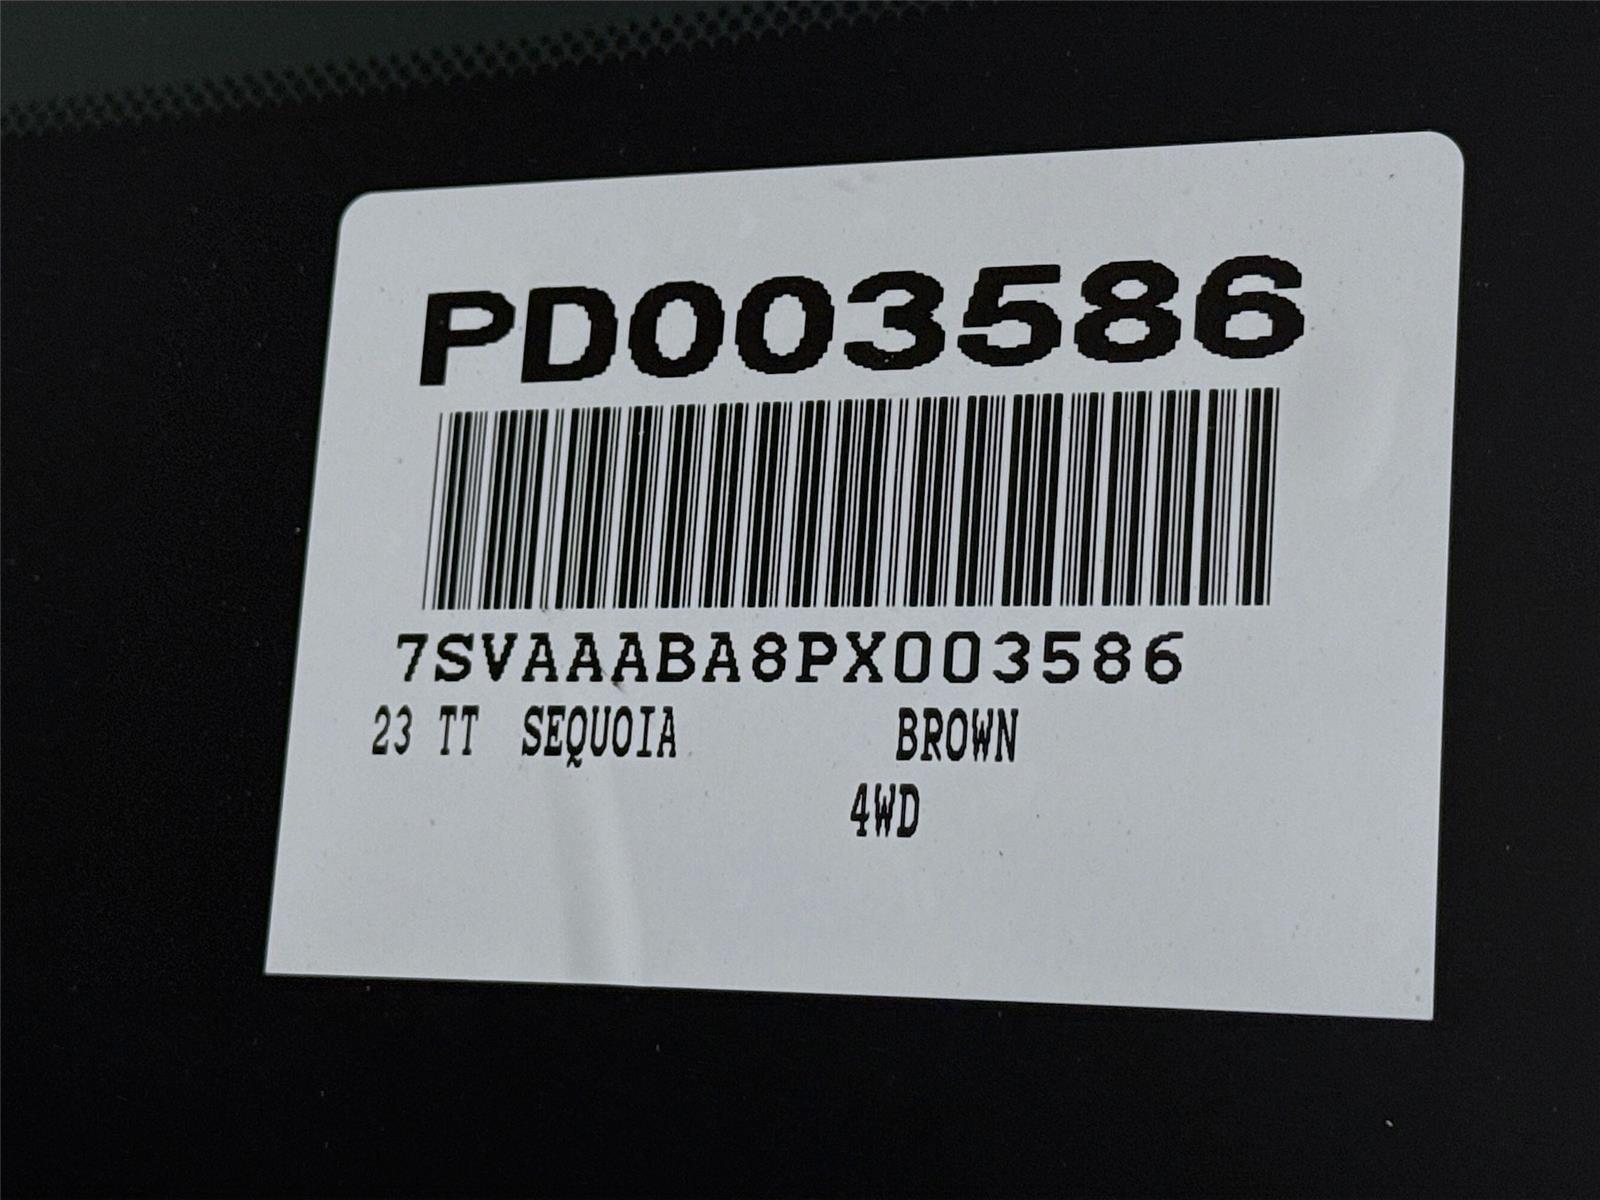 PD003586
7SVAAABA8PX003586
23 TT SEQUOIA BROWN
4WD